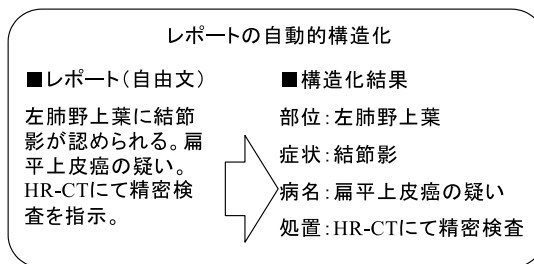 レポートの自動的構造化
■レポート(自由文)
左肺野上葉に結節
影が認められる。扁
平上皮癌の疑い。
HR-CTにて精密検
査を指示。
■構造化結果
部位:左肺野上葉
症状:結節影
病名:扁平上皮癌の疑い
処置:HR-CTにて精密検査